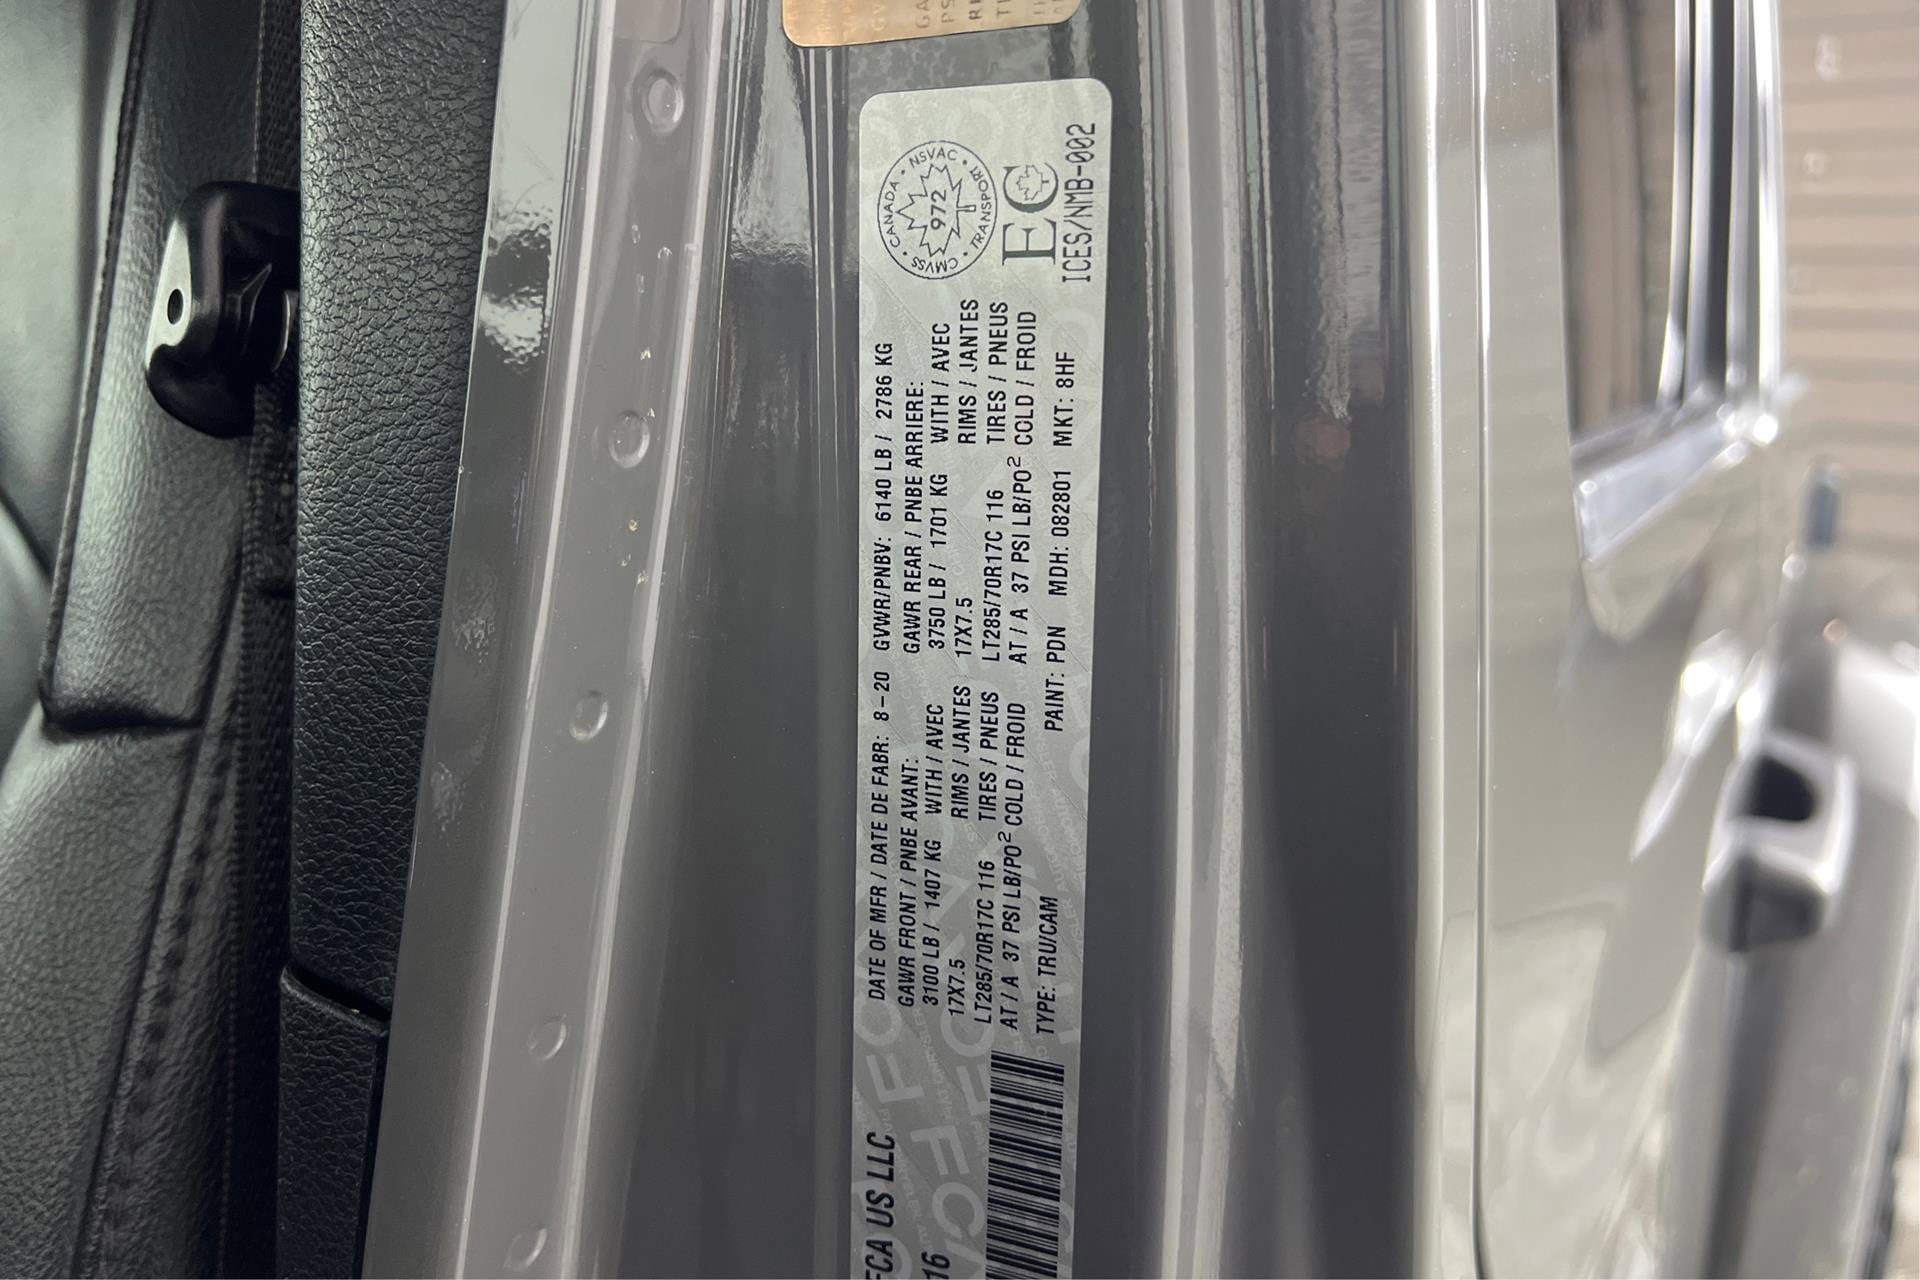 FCA US LLC
DATE OF MFR / DATE DE FABR: 8-20 GVWR/PNBV: 6140 LB / 2786 KG
GAWR FRONT / PNBE AVANT: GAWR REAR / PNBE ARRIERE:
3100 LB / 1407 KG WITH / AVEC 3750 LB / 1701 KG WITH / AVEC
17X7.5 RIMS / JANTES 17X7.5 RIMS / JANTES
LT285/70R17C 116 TIRES / PNEUS LT285/70R17C 116 TIRES / PNEUS
AT / A 37 PSI LB/PO² COLD / FROID AT / A 37 PSI LB/PO² COLD / FROID
16
TYPE: TRU/CAM PAINT: PDN MDH: 082801 MKT: 8HF
CANADA · NSVAC · TRANSPORT · CMVSS ·
972
EC
ICES/NMB-002